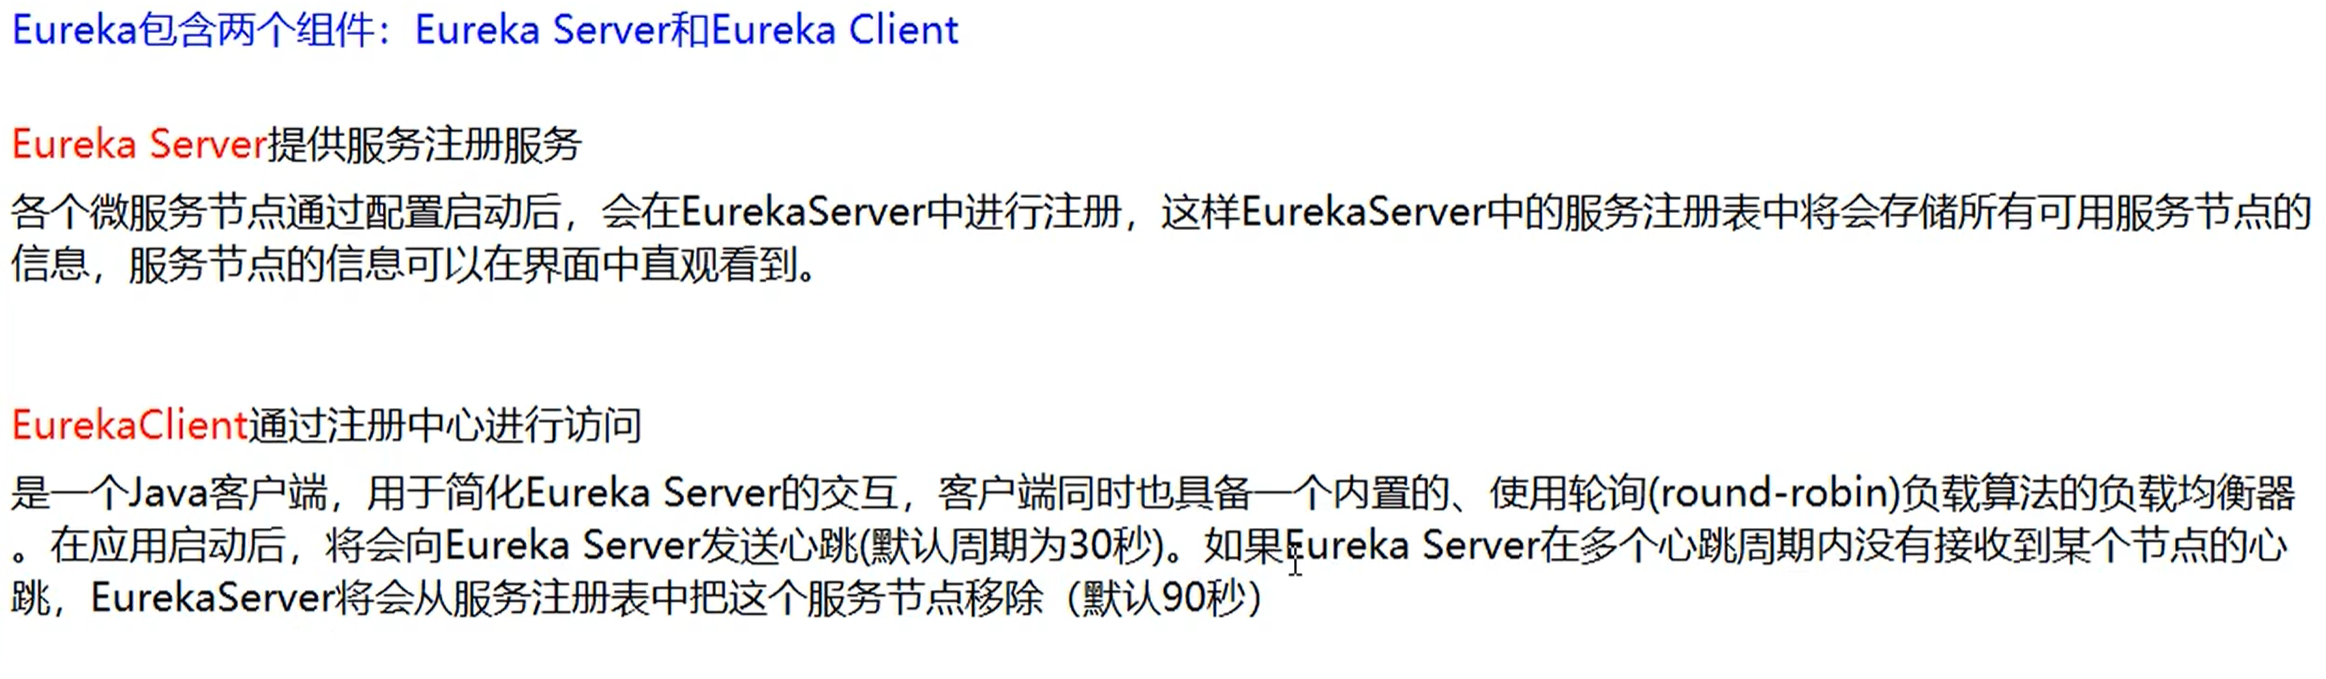 Eureka包含两个组件：Eureka Server和Eureka Client
Eureka Server提供服务注册服务
各个微服务节点通过配置启动后，会在EurekaServer中进行注册，这样EurekaServer中的服务注册表中将会存储所有可用服务节点的
信息，服务节点的信息可以在界面中直观看到。
EurekaClient通过注册中心进行访问
是一个Java客户端，用于简化Eureka Server的交互，客户端同时也具备一个内置的、使用轮询(round-robin)负载算法的负载均衡器
。在应用启动后，将会向Eureka Server发送心跳(默认周期为30秒)。如果Eureka Server在多个心跳周期内没有接收到某个节点的心
跳，EurekaServer将会从服务注册表中把这个服务节点移除（默认90秒）